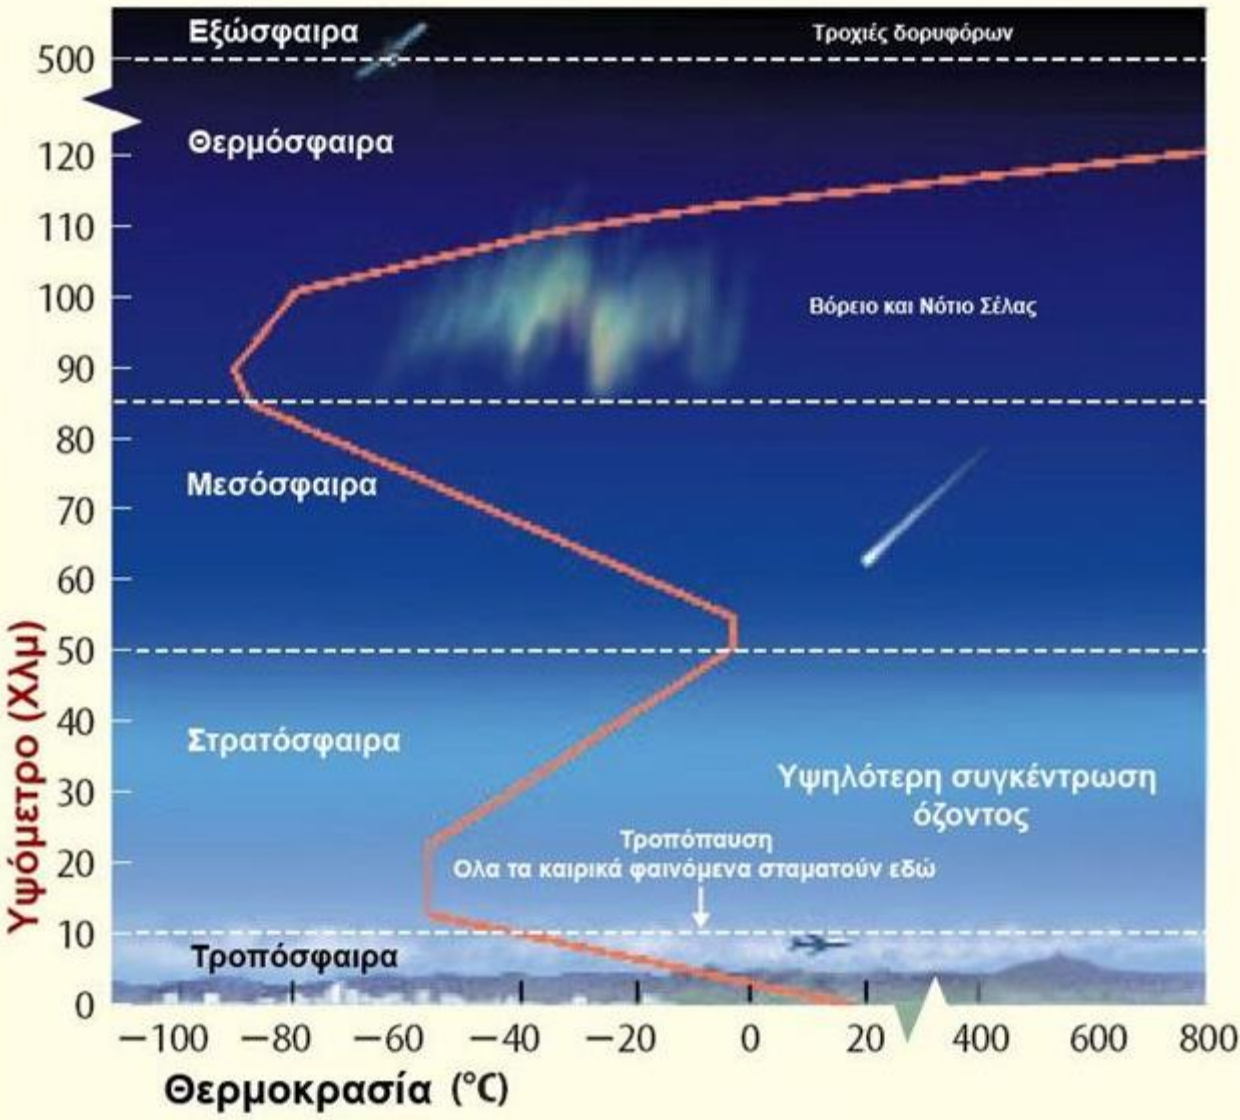 Εξώσφαιρα
Τροχιές δορυφόρων
500
Θερμόσφαιρα
120
110
100
Βόρειο και Νότιο Σέλας
90
80
Μεσόσφαιρα
70
60
50
40
Στρατόσφαιρα
Υψηλότερη συγκέντρωση
όζοντος
30
Τροπόπαυση
20
Ολα τα καιρικά φαινόμενα σταματούν εδώ
10
Τροπόσφαιρα
0
Υψόμετρο (Χλμ)
−100 −80 −60 −40 −20 0 20 400 600 800
Θερμοκρασία (°C)